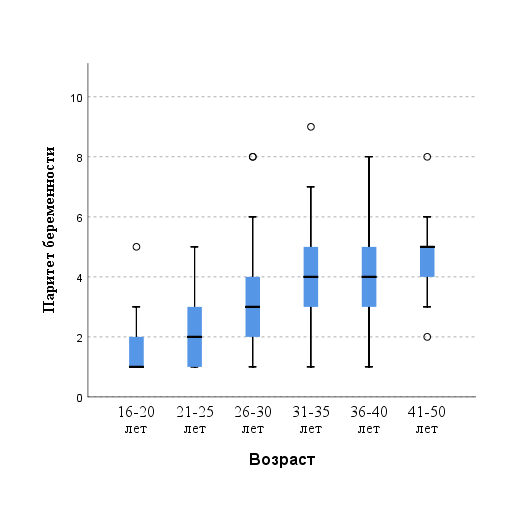 Паритет беременности
10
8
6
4
2
0
16-20 21-25 26-30 31-35 36-40 41-50
лет лет лет лет лет лет
Возраст